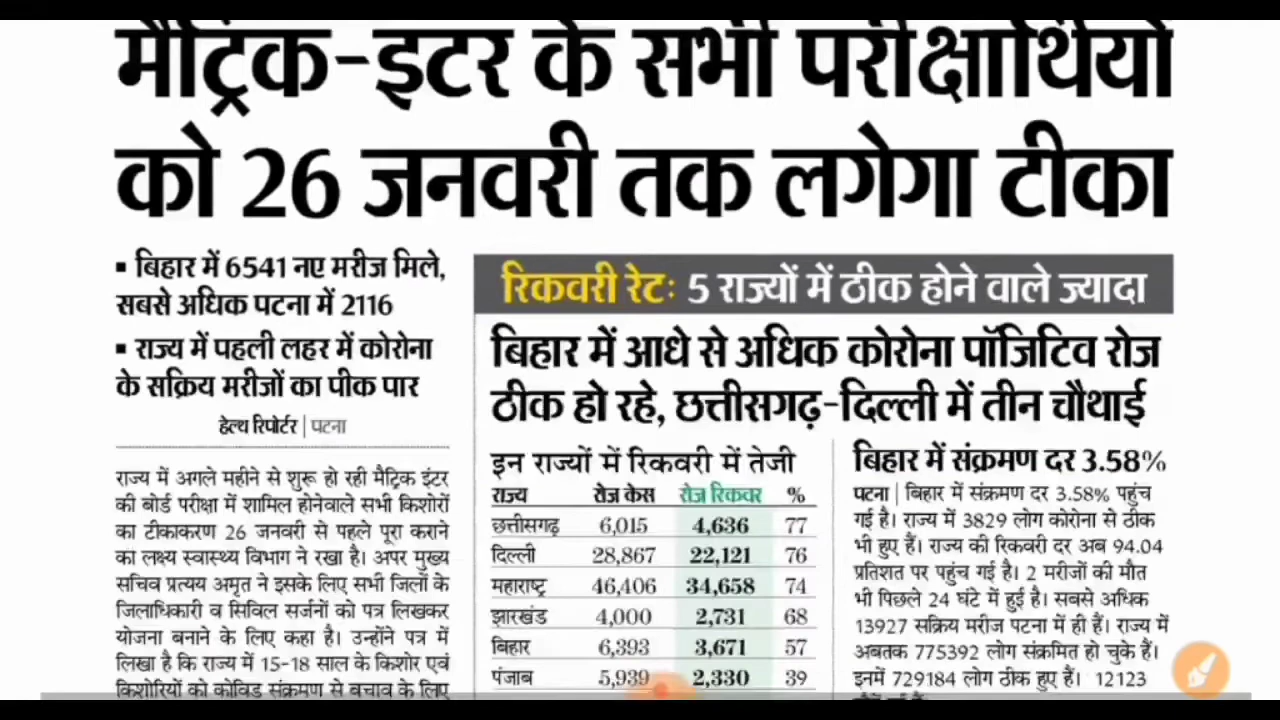 मैट्रिक-इंटर के सभी परीक्षार्थियों
को 26 जनवरी तक लगेगा टीका
▪ बिहार में 6541 नए मरीज मिले,
सबसे अधिक पटना में 2116
▪ राज्य में पहली लहर में कोरोना
के सक्रिय मरीजों का पीक पार
हेल्थ रिपोर्टर | पटना
राज्य में अगले महीने से शुरू हो रही मैट्रिक इंटर
की बोर्ड परीक्षा में शामिल होनेवाले सभी किशोरों
का टीकाकरण 26 जनवरी से पहले पूरा कराने
का लक्ष्य स्वास्थ्य विभाग ने रखा है। अपर मुख्य
सचिव प्रत्यय अमृत ने इसके लिए सभी जिलों के
जिलाधिकारी व सिविल सर्जनों को पत्र लिखकर
योजना बनाने के लिए कहा है। उन्होंने पत्र में
लिखा है कि राज्य में 15-18 साल के किशोर एवं
किशोरियों को कोविड संक्रमण से बचाव के लिए
रिकवरी रेट: 5 राज्यों में ठीक होने वाले ज्यादा
बिहार में आधे से अधिक कोरोना पॉजिटिव रोज
ठीक हो रहे, छत्तीसगढ़-दिल्ली में तीन चौथाई
इन राज्यों में रिकवरी में तेजी
राज्य रोज केस रोज रिकवर %
छत्तीसगढ़ 6,015 4,636 77
दिल्ली 28,867 22,121 76
महाराष्ट्र 46,406 34,658 74
झारखंड 4,000 2,731 68
बिहार 6,393 3,671 57
पंजाब 5,939 2,330 39
बिहार में संक्रमण दर 3.58%
पटना | बिहार में संक्रमण दर 3.58% पहुंच
गई है। राज्य में 3829 लोग कोरोना से ठीक
भी हुए हैं। राज्य की रिकवरी दर अब 94.04
प्रतिशत पर पहुंच गई है। 2 मरीजों की मौत
भी पिछले 24 घंटे में हुई है। सबसे अधिक
13927 सक्रिय मरीज पटना में ही हैं। राज्य में
अबतक 775392 लोग संक्रमित हो चुके हैं।
इनमें 729184 लोग ठीक हुए हैं। 12123